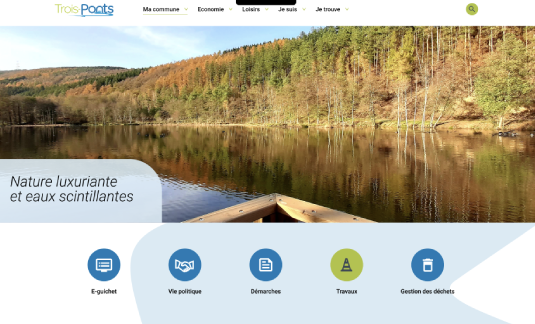 Trois-Ponts
Ma commune Economie Loisirs Je suis Je trouve
Nature luxuriante
et eaux scintillantes
E-guichet Vie politique Démarches Travaux Gestion des déchets